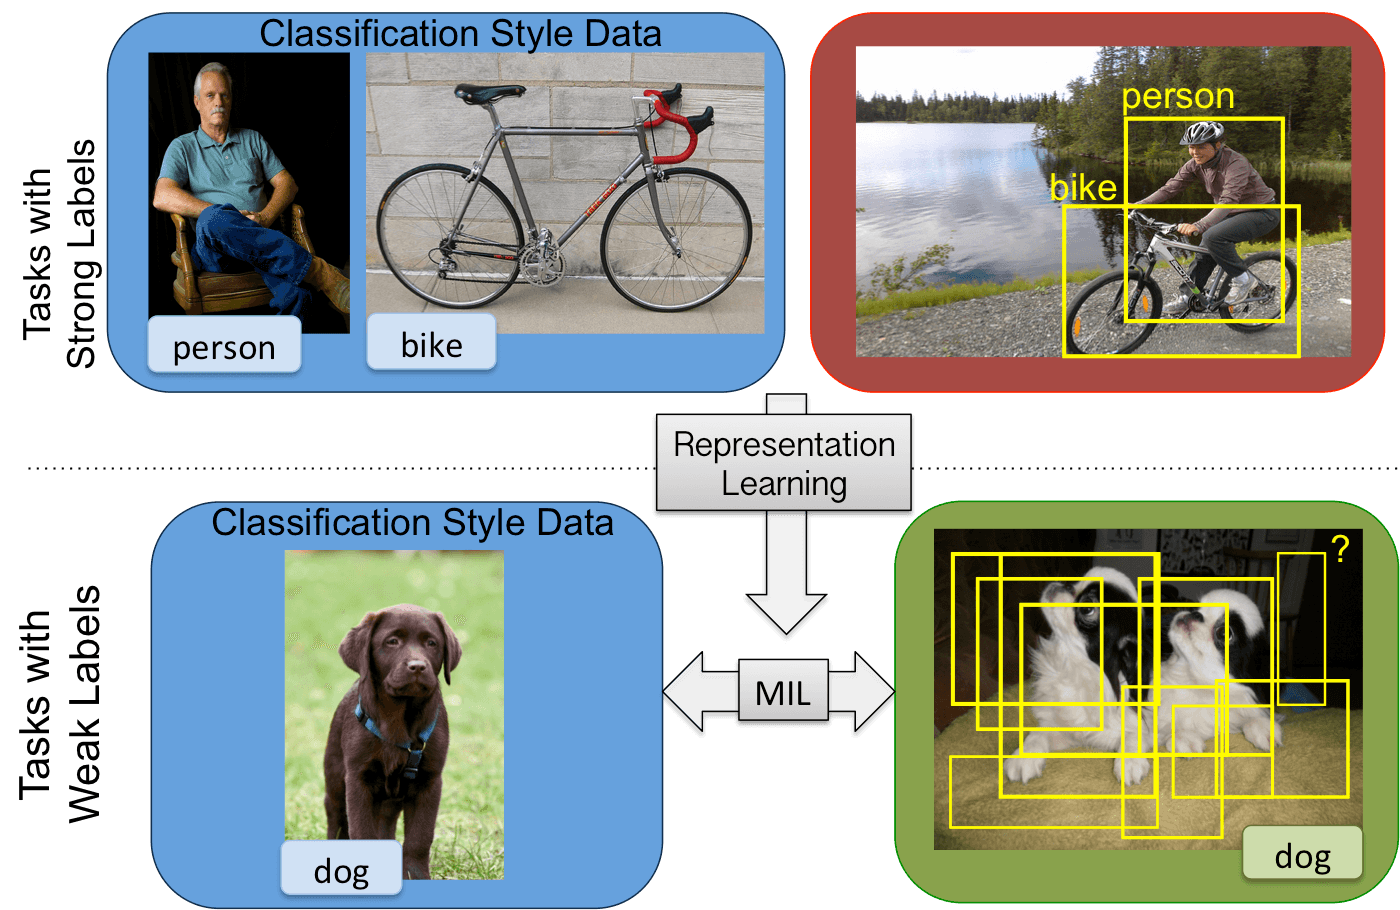 Tasks with
Strong Labels
Classification Style Data
person
bike
person
bike
Representation
Learning
Tasks with
Weak Labels
Classification Style Data
dog
MIL
?
dog